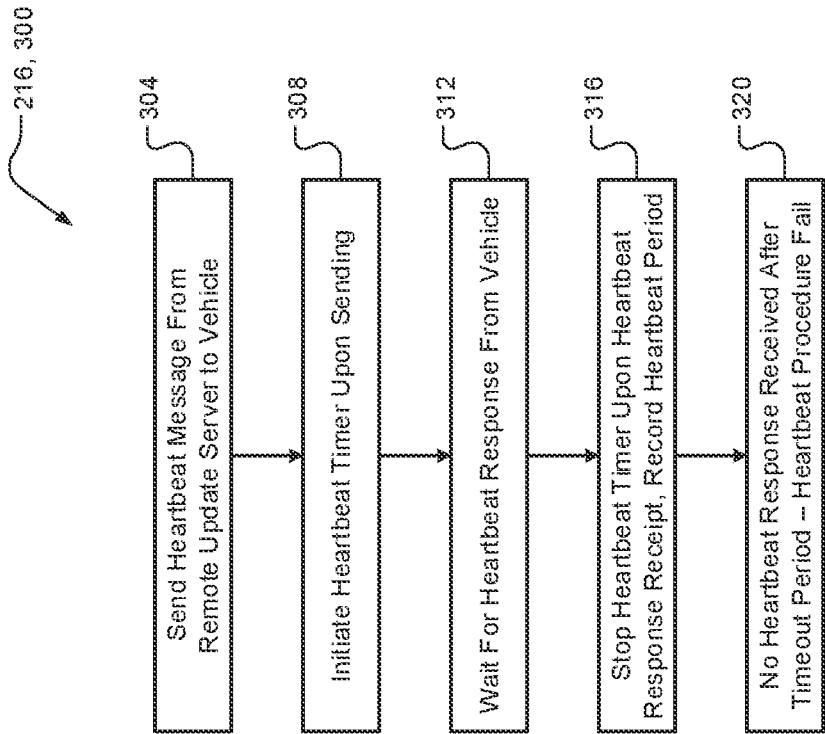 216, 300
304
Send Heartbeat Message From
Remote Update Server to Vehicle
308
Initiate Heartbeat Timer Upon Sending
312
Wait For Heartbeat Response From Vehicle
316
Stop Heartbeat Timer Upon Heartbeat
Response Receipt, Record Heartbeat Period
320
No Heartbeat Response Received After
Timeout Period – Heartbeat Procedure Fail